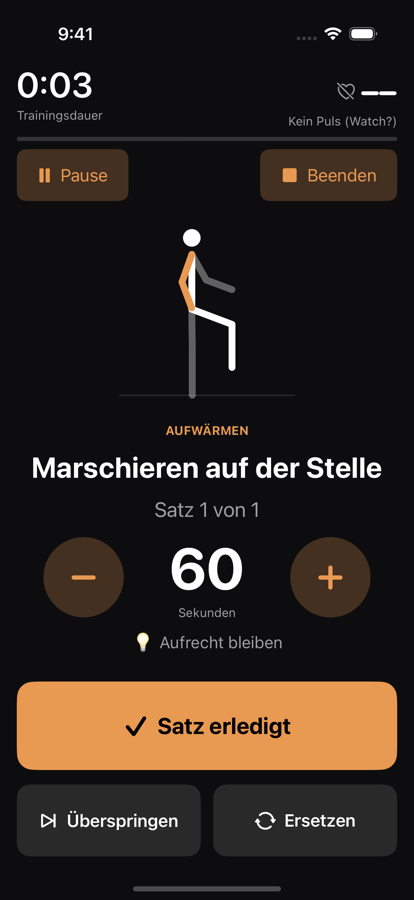 9:41
0:03
Trainingsdauer
Kein Puls (Watch?)
Pause
Beenden
AUFWÄRMEN
Marschieren auf der Stelle
Satz 1 von 1
60
Sekunden
Aufrecht bleiben
Satz erledigt
Überspringen
Ersetzen